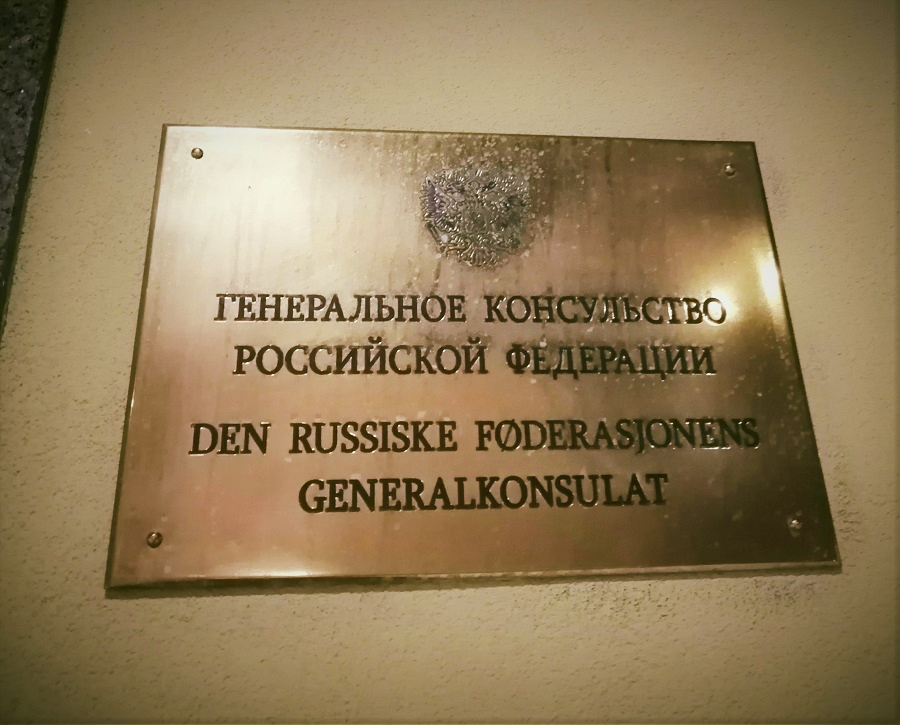 ГЕНЕРАЛЬНОЕ КОНСУЛЬСТВО
РОССИЙСКОЙ ФЕДЕРАЦИИ
DEN RUSSISKE FØDERASJONENS
GENERALKONSULAT